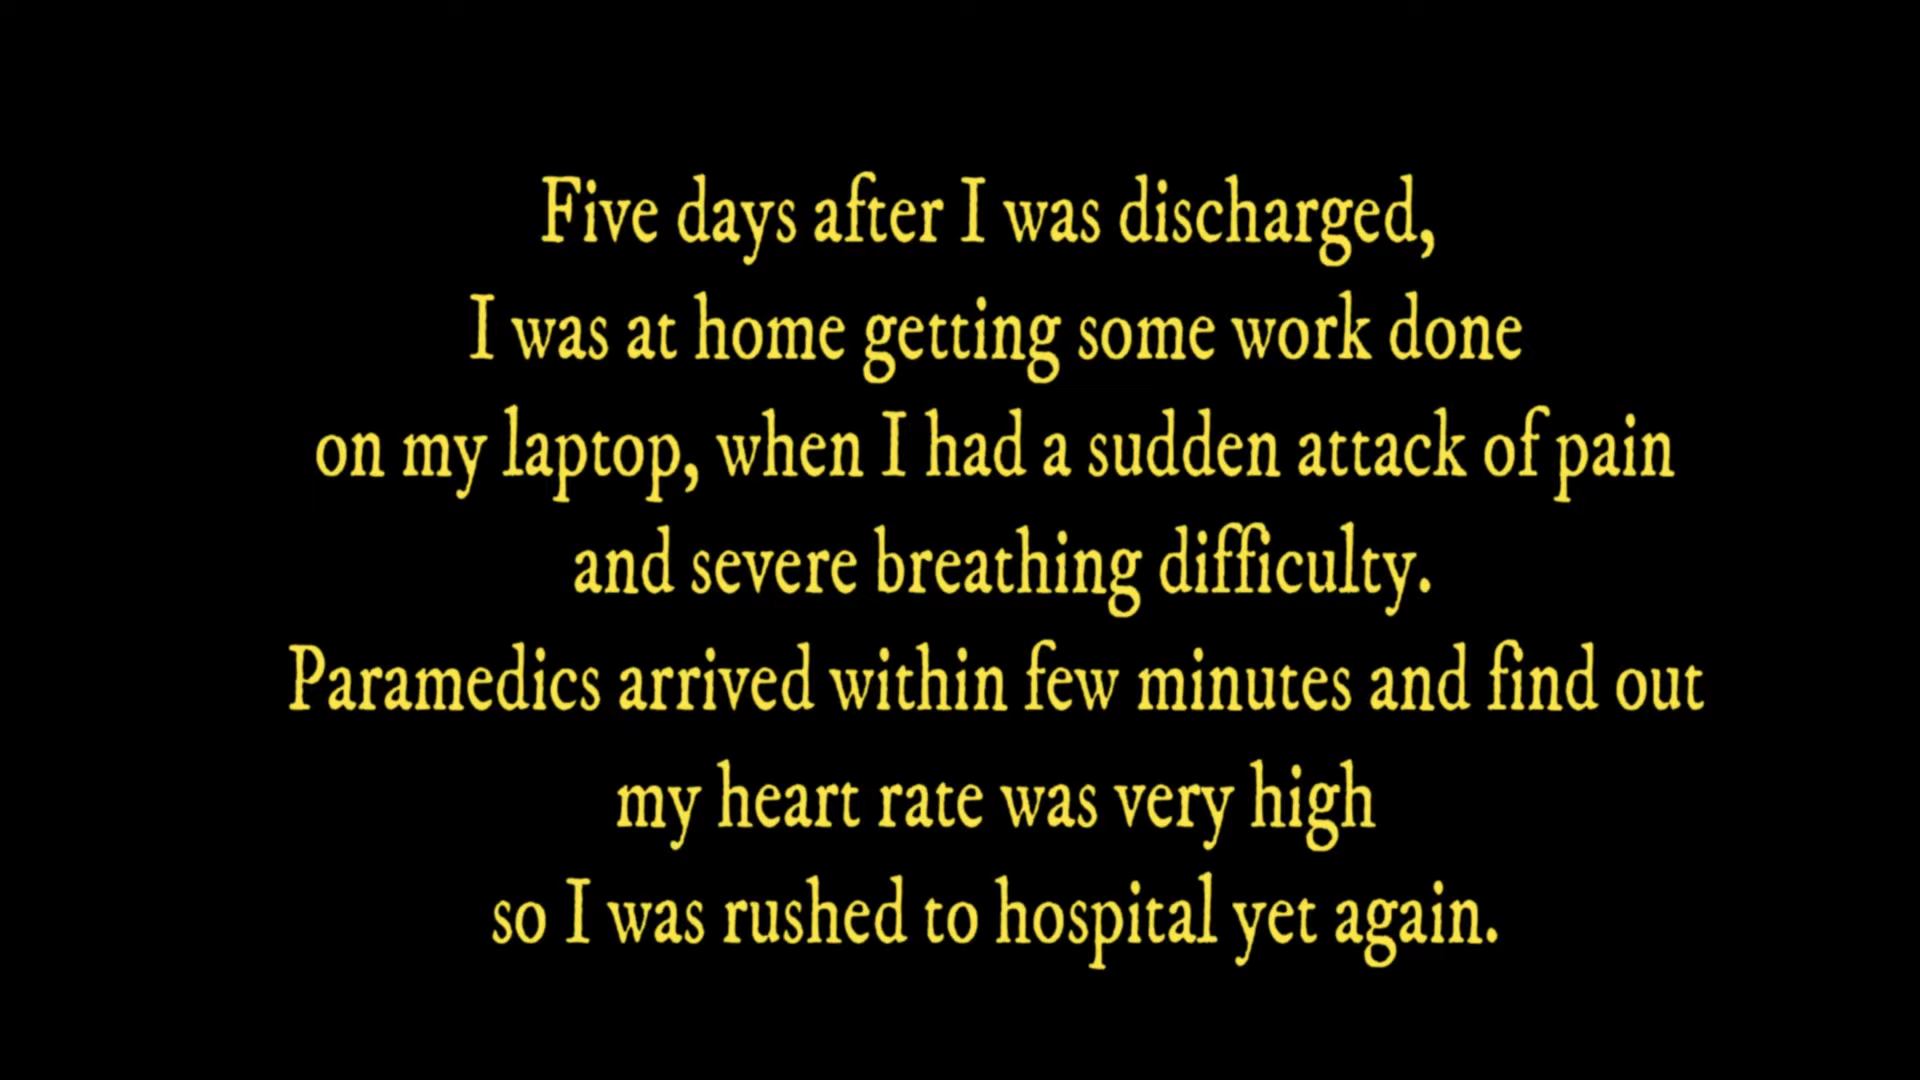 Five days after I was discharged,
I was at home getting some work done
on my laptop, when I had a sudden attack of pain
and severe breathing difficulty.
Paramedics arrived within few minutes and find out
my heart rate was very high
so I was rushed to hospital yet again.